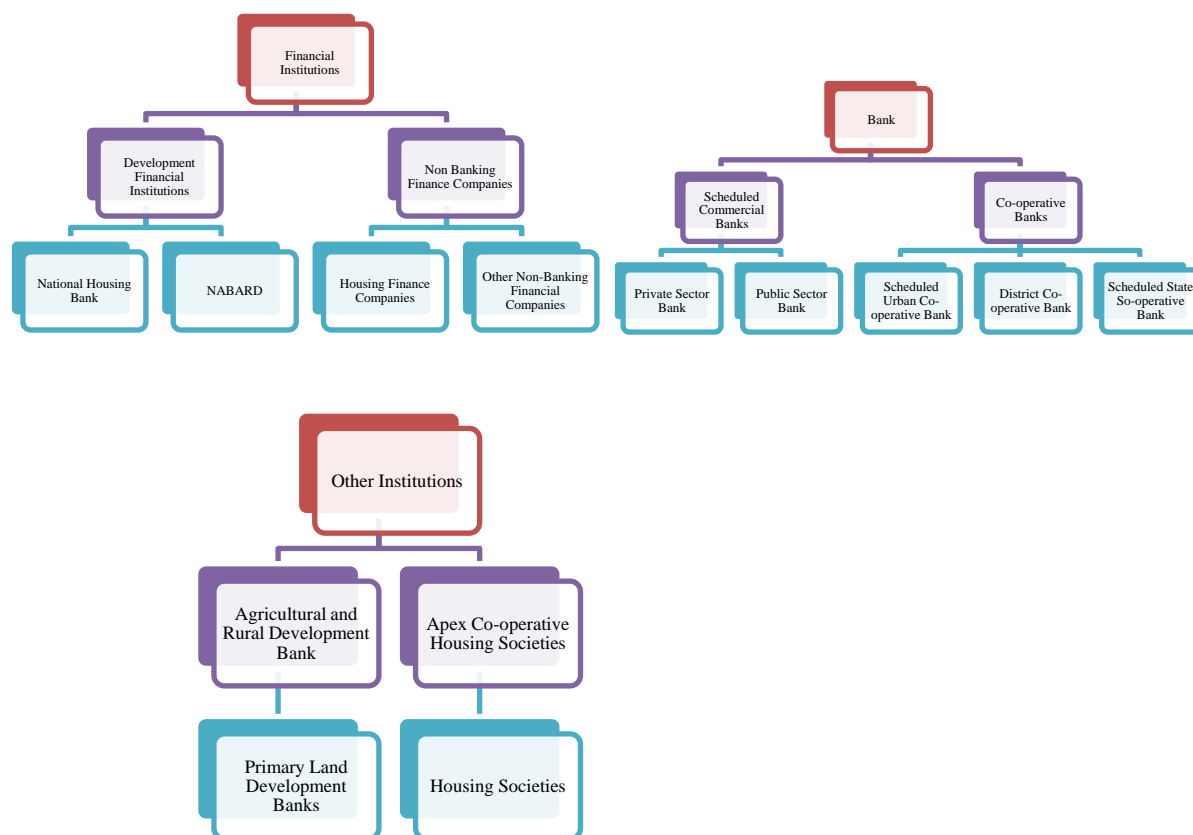 Financial
Institutions
Development
Financial
Institutions
Non Banking
Finance Companies
National Housing
Bank
NABARD
Housing Finance
Companies
Other Non-Banking
Financial
Companies
Bank
Scheduled
Commercial
Banks
Co-operative
Banks
Private Sector
Bank
Public Sector
Bank
Scheduled
Urban Co-
operative Bank
District Co-
operative Bank
Scheduled State
So-operative
Bank
Other Institutions
Agricultural and
Rural Development
Bank
Apex Co-operative
Housing Societies
Primary Land
Development
Banks
Housing Societies